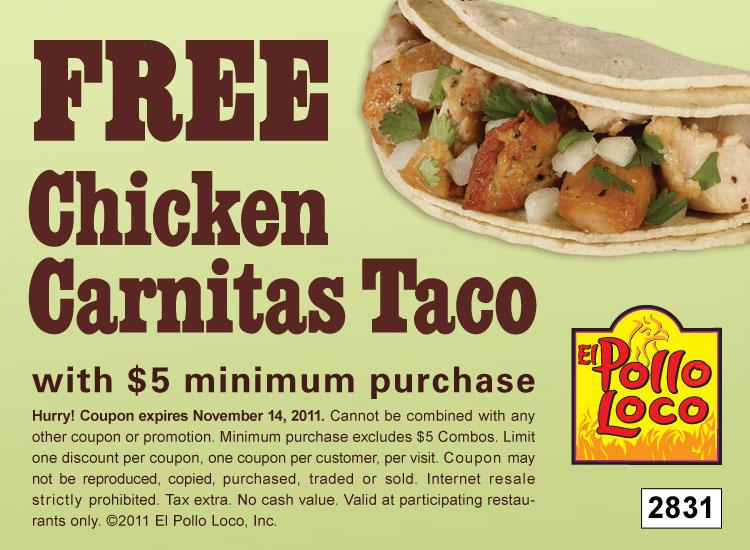 FREE
Chicken
Carnitas Taco
with $5 minimum purchase
Hurry! Coupon expires November 14, 2011. Cannot be combined with any
other coupon or promotion. Minimum purchase excludes $5 Combos. Limit
one discount per coupon, one coupon per customer, per visit. Coupon may
not be reproduced, copied, purchased, traded or sold. Internet resale
strictly prohibited. Tax extra. No cash value. Valid at participating restau-
rants only. ©2011 El Pollo Loco, Inc.
El Pollo
Loco
2831